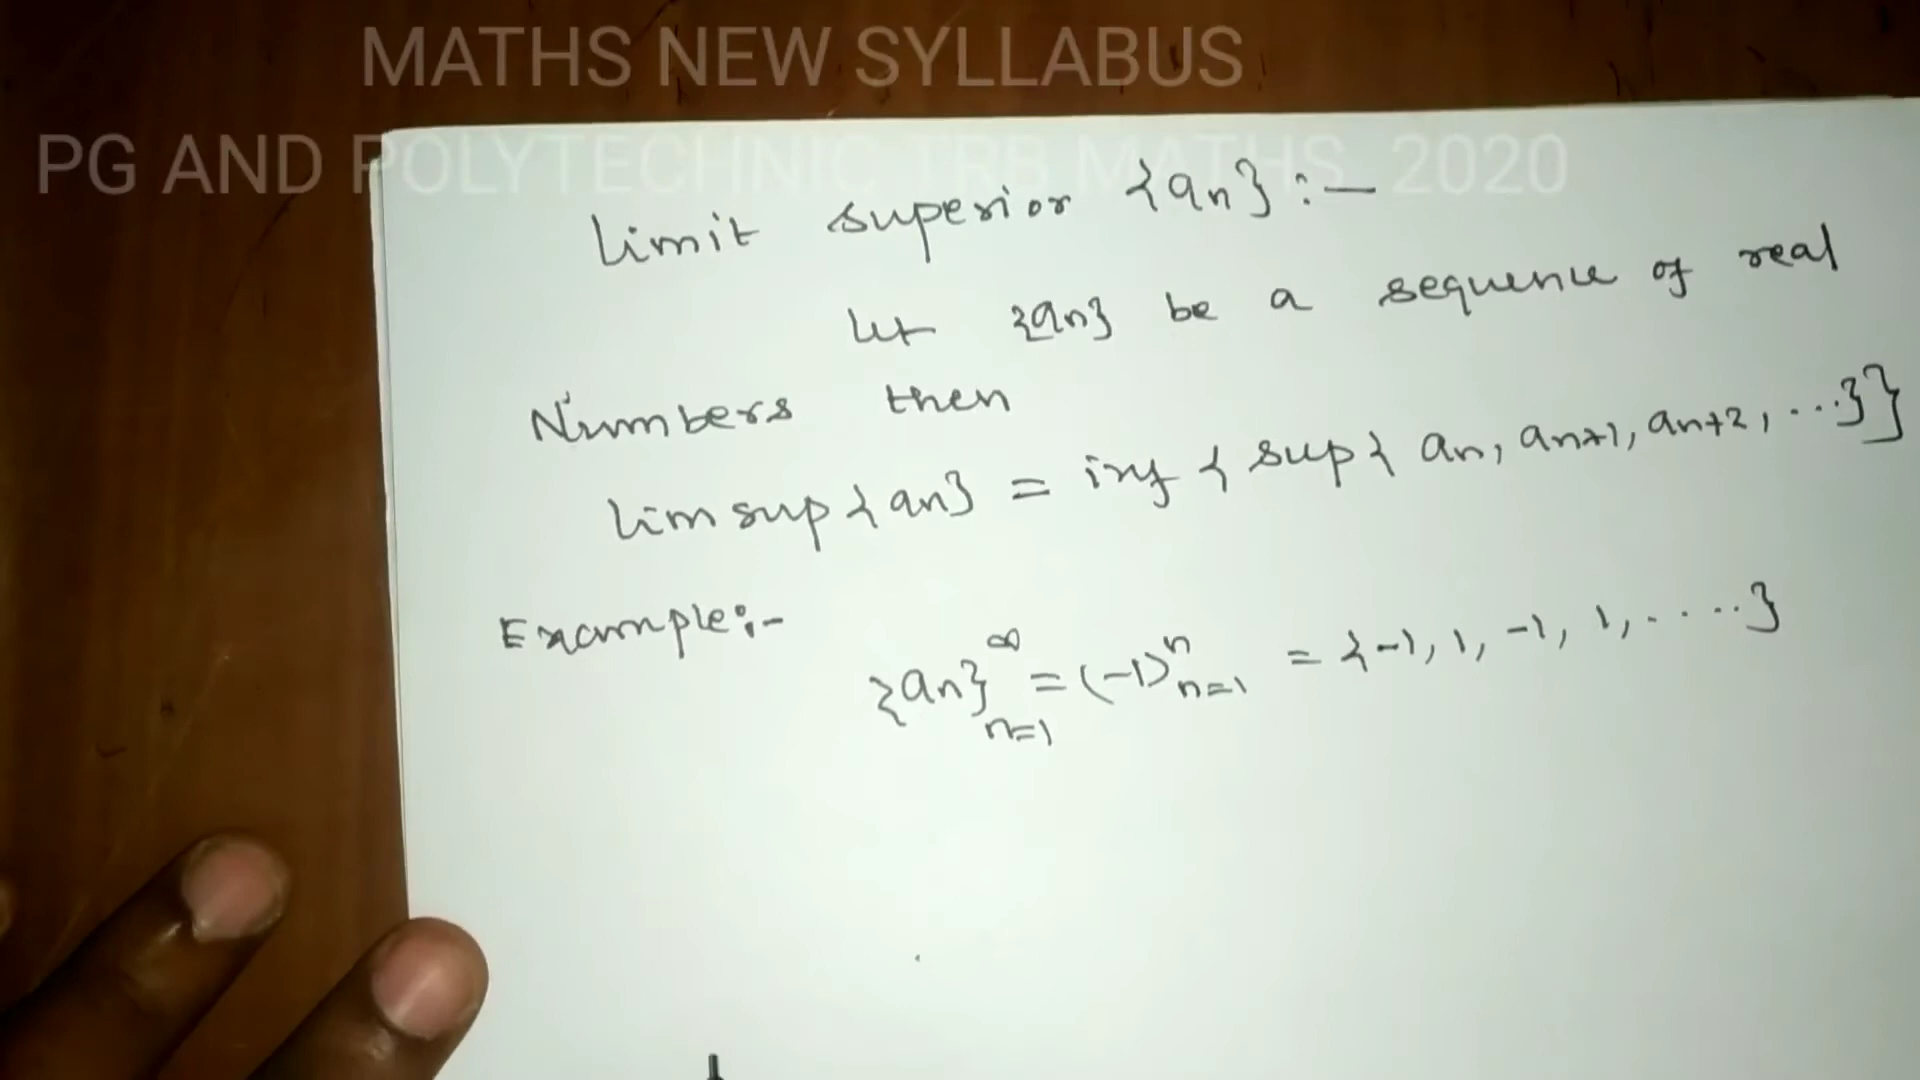 MATHS NEW SYLLABUS
PG AND POLYTECHNIC TRB MATHS 2020
Limit superior {an} :-
Let {an} be a sequence of real
Numbers then
lim sup {an} = inf { sup { an, an+1, an+2, ...}}
Example:-
{an}∞n=1 = (-1)ⁿn=1 = {-1, 1, -1, 1, .....}